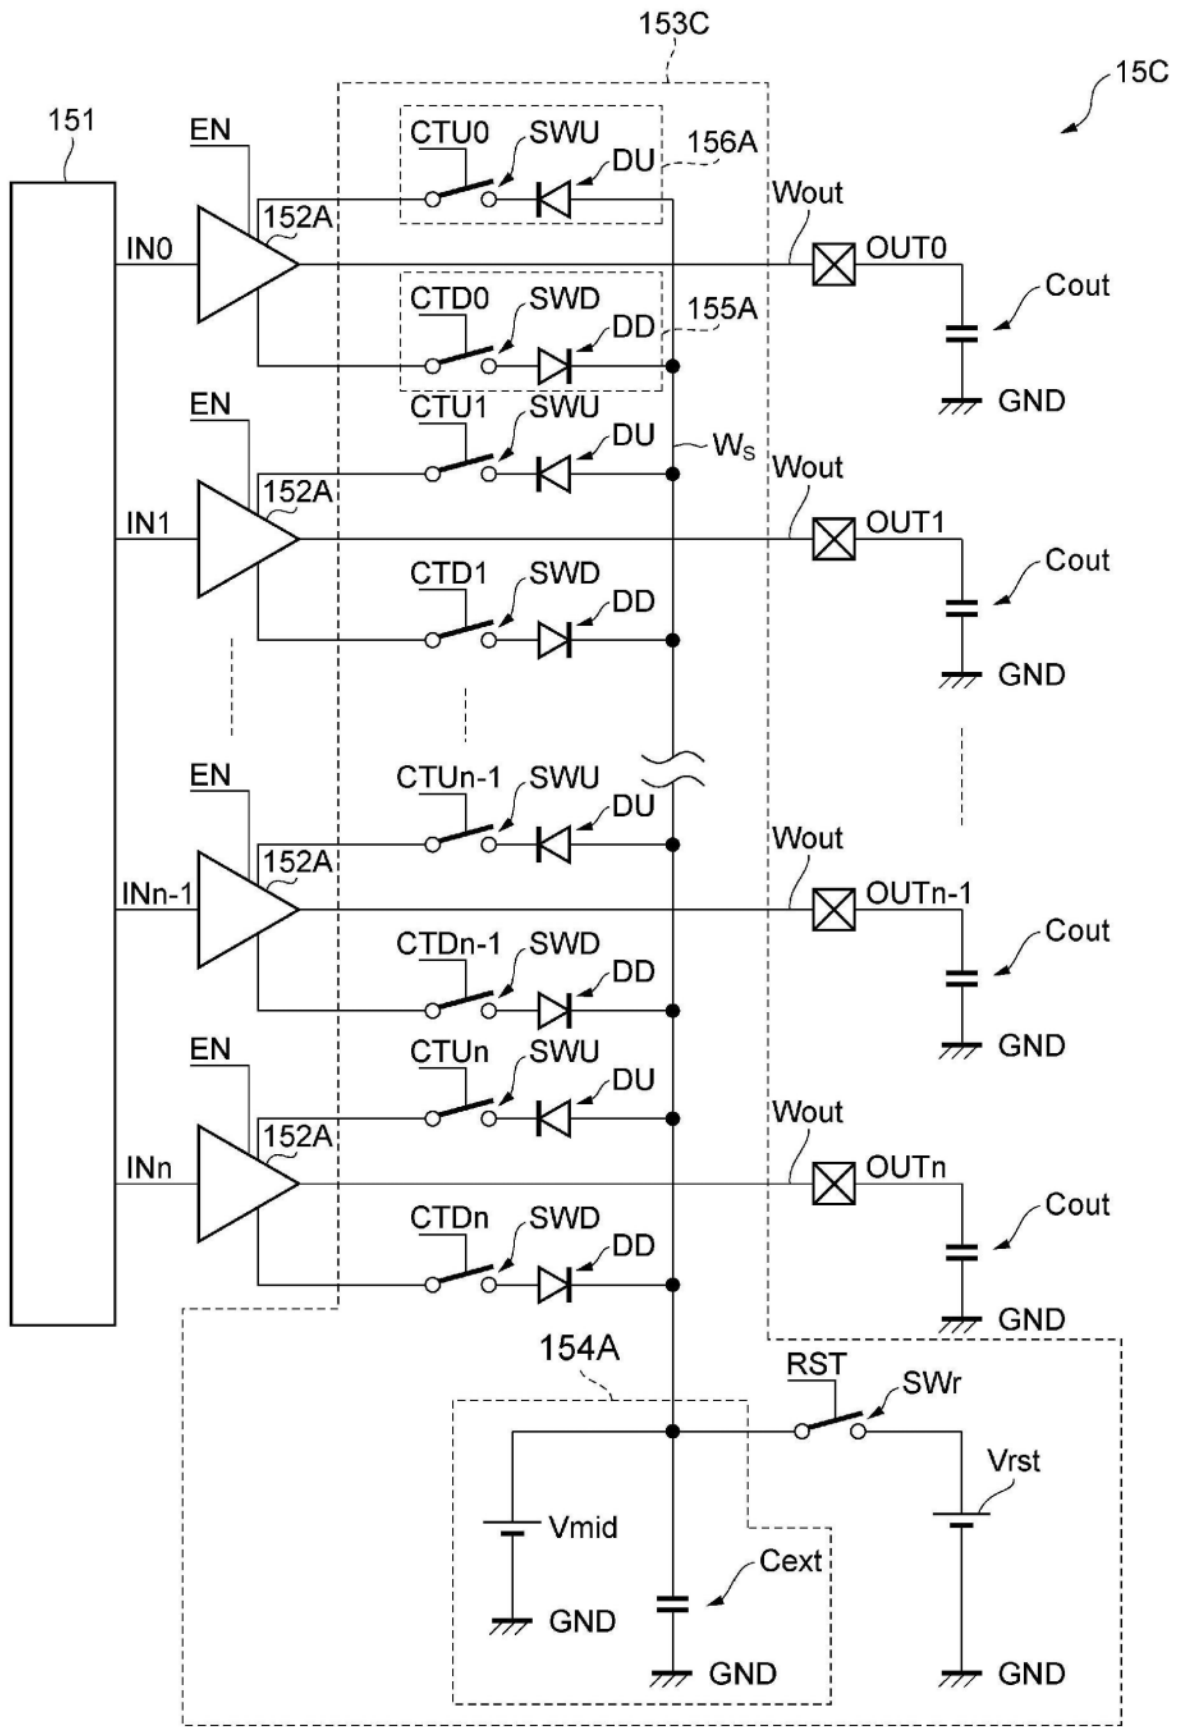 153C
15C
151
EN
CTU0
SWU
DU
156A
152A
Wout
IN0
OUT0
Cout
CTD0
SWD
DD
155A
GND
EN
CTU1
SWU
DU
WS
152A
Wout
IN1
OUT1
Cout
CTD1
SWD
DD
GND
EN
CTUn-1
SWU
DU
152A
Wout
INn-1
OUTn-1
Cout
CTDn-1
SWD
DD
GND
EN
CTUn
SWU
DU
152A
Wout
INn
OUTn
Cout
CTDn
SWD
DD
GND
154A
RST
SWr
Vrst
Vmid
Cext
GND
GND
GND